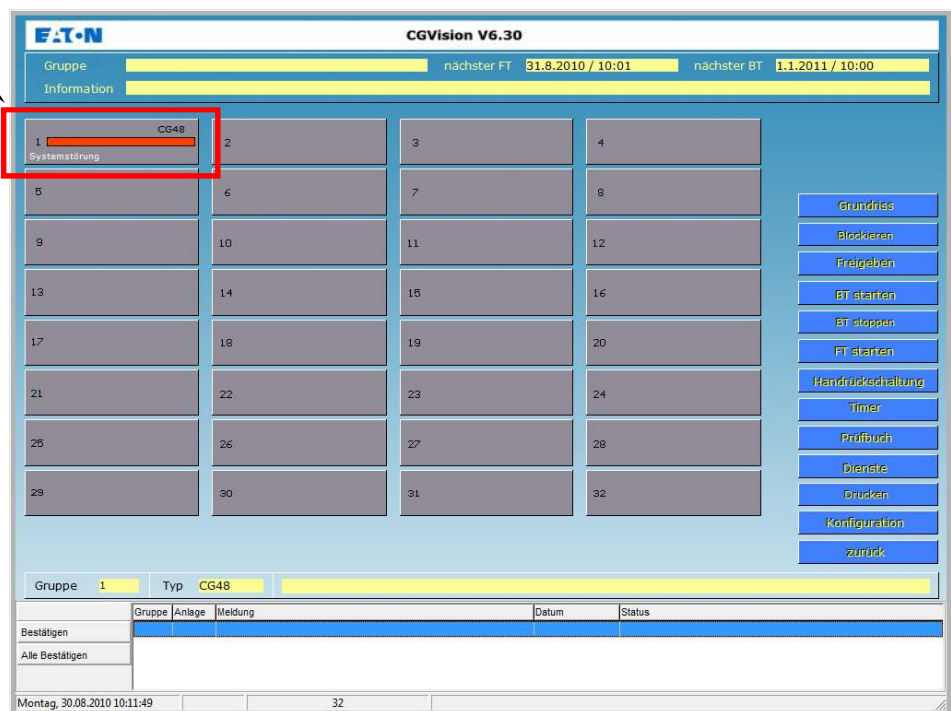 EATON
CGVision V6.30
Gruppe nächster FT 31.8.2010 / 10:01 nächster BT 1.1.2011 / 10:00
Information
CG48
1
Systemstörung
2
3
4
5
6
7
8
9
10
11
12
13
14
15
16
17
18
19
20
21
22
23
24
25
26
27
28
29
30
31
32
Grundriss
Blockieren
Freigeben
BT starten
BT stoppen
FT starten
Handrückschaltung
Timer
Prüfbuch
Dienste
Drucken
Konfiguration
zurück
Gruppe 1 Typ CG48
Gruppe Anlage Meldung Datum Status
Bestätigen
Alle Bestätigen
Montag, 30.08.2010 10:11:49 32